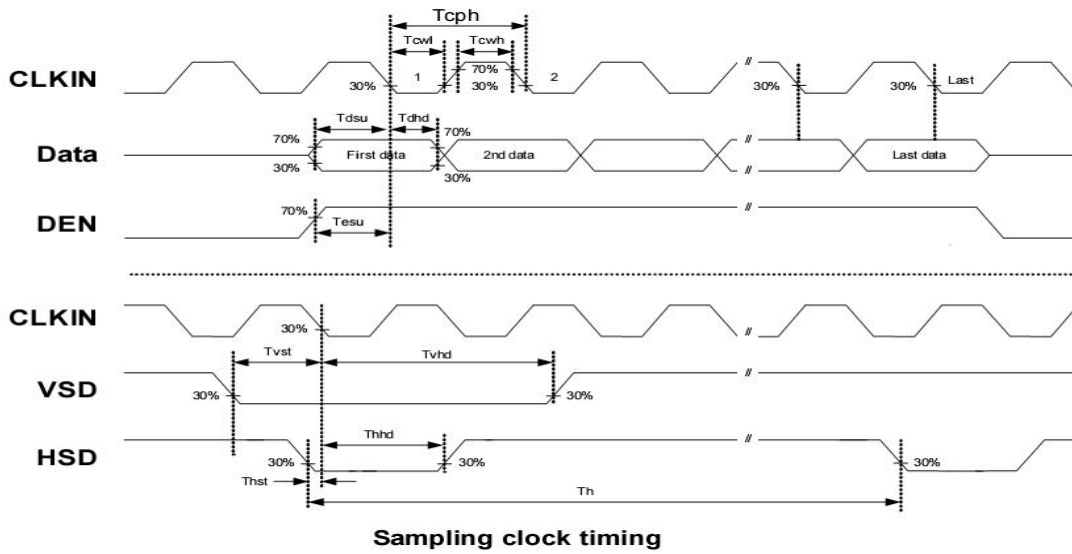 Tcph
Tcwl Tcwh
CLKIN 30% 1 70% 30% 2 // 30% 30% Last
Tdsu Tdhd
70% 70%
Data First data 2nd data // Last data
30% 30%
DEN 70% Tesu //
CLKIN 30% //
Tvst Tvhd
VSD 30% 30% //
Thhd
HSD 30% 30% // 30%
Thst
Th
Sampling clock timing